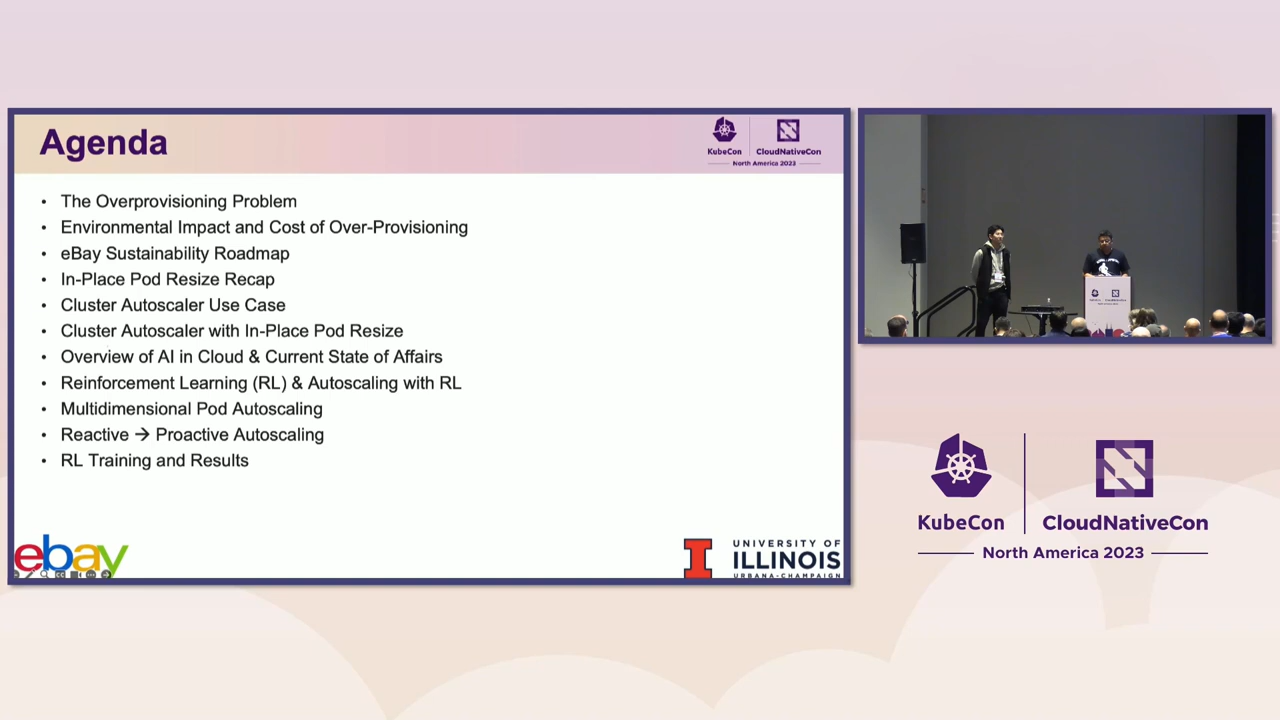 Agenda
KubeCon
CloudNativeCon
North America 2023
• The Overprovisioning Problem
• Environmental Impact and Cost of Over-Provisioning
• eBay Sustainability Roadmap
• In-Place Pod Resize Recap
• Cluster Autoscaler Use Case
• Cluster Autoscaler with In-Place Pod Resize
• Overview of AI in Cloud & Current State of Affairs
• Reinforcement Learning (RL) & Autoscaling with RL
• Multidimensional Pod Autoscaling
• Reactive → Proactive Autoscaling
• RL Training and Results
ebay
UNIVERSITY OF
ILLINOIS
URBANA-CHAMPAIGN
KubeCon
CloudNativeCon
North America 2023